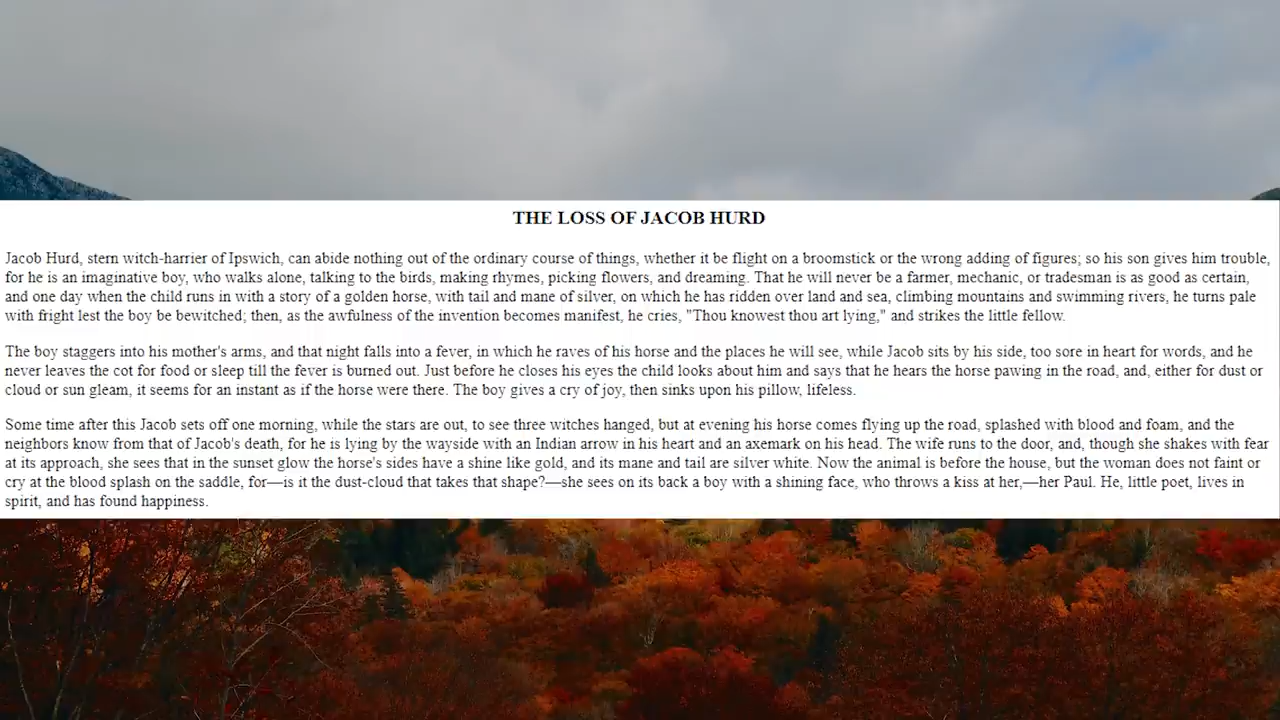 THE LOSS OF JACOB HURD
Jacob Hurd, stern witch-harrier of Ipswich, can abide nothing out of the ordinary course of things, whether it be flight on a broomstick or the wrong adding of figures; so his son gives him trouble,
for he is an imaginative boy, who walks alone, talking to the birds, making rhymes, picking flowers, and dreaming. That he will never be a farmer, mechanic, or tradesman is as good as certain,
and one day when the child runs in with a story of a golden horse, with tail and mane of silver, on which he has ridden over land and sea, climbing mountains and swimming rivers, he turns pale
with fright lest the boy be bewitched; then, as the awfulness of the invention becomes manifest, he cries, "Thou knowest thou art lying," and strikes the little fellow.
The boy staggers into his mother's arms, and that night falls into a fever, in which he raves of his horse and the places he will see, while Jacob sits by his side, too sore in heart for words, and he
never leaves the cot for food or sleep till the fever is burned out. Just before he closes his eyes the child looks about him and says that he hears the horse pawing in the road, and, either for dust or
cloud or sun gleam, it seems for an instant as if the horse were there. The boy gives a cry of joy, then sinks upon his pillow, lifeless.
Some time after this Jacob sets off one morning, while the stars are out, to see three witches hanged, but at evening his horse comes flying up the road, splashed with blood and foam, and the
neighbors know from that of Jacob's death, for he is lying by the wayside with an Indian arrow in his heart and an axemark on his head. The wife runs to the door, and, though she shakes with fear
at its approach, she sees that in the sunset glow the horse's sides have a shine like gold, and its mane and tail are silver white. Now the animal is before the house, but the woman does not faint or
cry at the blood splash on the saddle, for—is it the dust-cloud that takes that shape?—she sees on its back a boy with a shining face, who throws a kiss at her,—her Paul. He, little poet, lives in
spirit, and has found happiness.